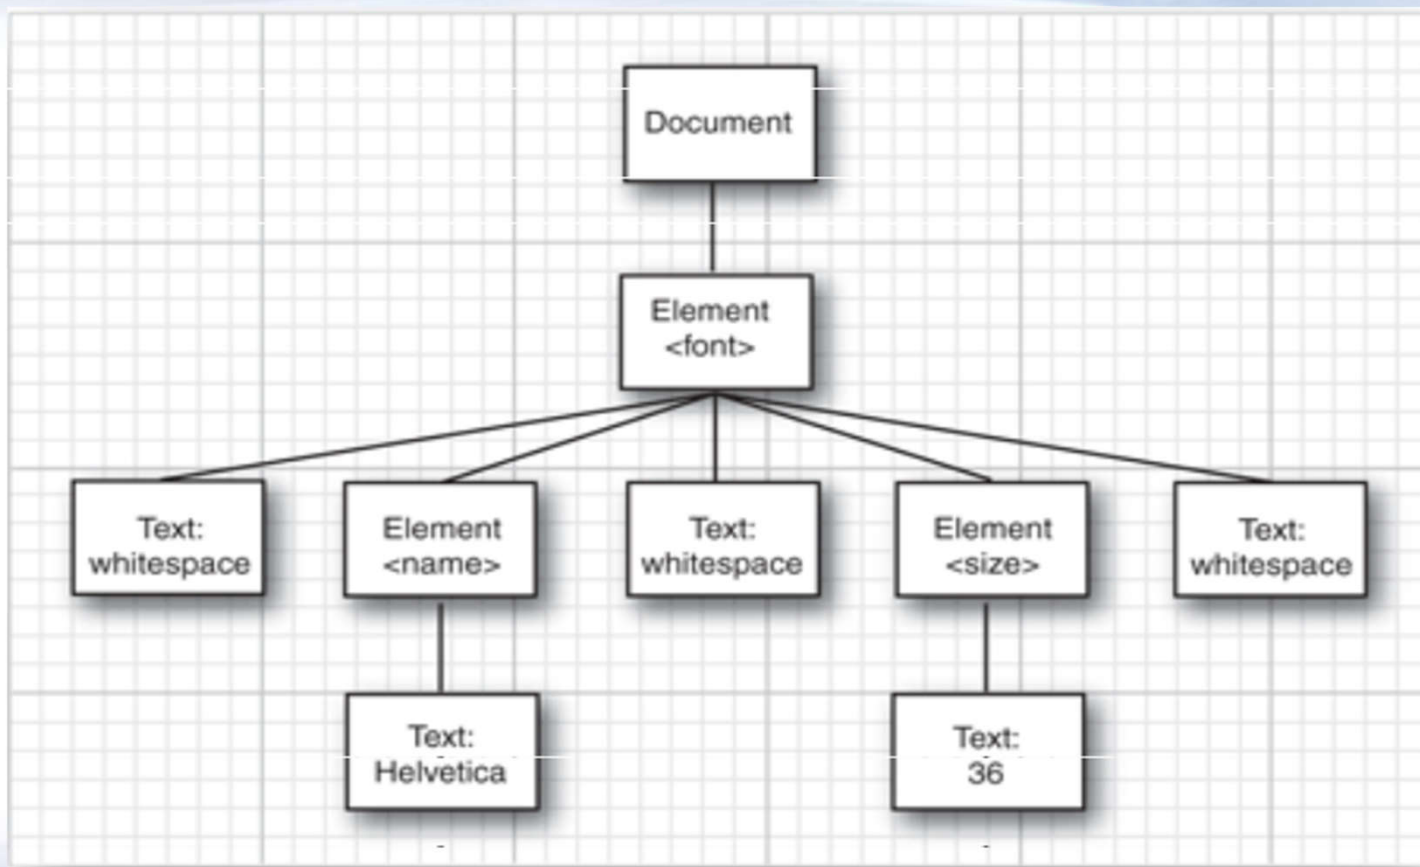 Document
Element
<font>
Text:
whitespace
Element
<name>
Text:
whitespace
Element
<size>
Text:
whitespace
Text:
Helvetica
Text:
36